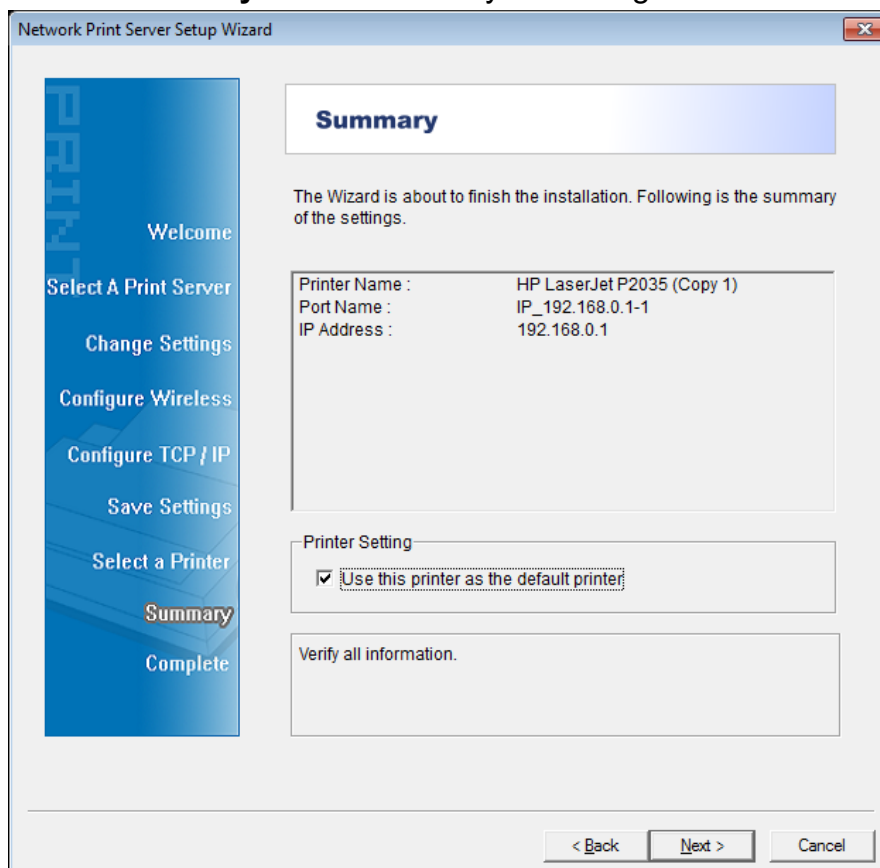 Network Print Server Setup Wizard
PRINT
Welcome
Select A Print Server
Change Settings
Configure Wireless
Configure TCP / IP
Save Settings
Select a Printer
Summary
Complete
Summary
The Wizard is about to finish the installation. Following is the summary
of the settings.
Printer Name : HP LaserJet P2035 (Copy 1)
Port Name : IP_192.168.0.1-1
IP Address : 192.168.0.1
Printer Setting
Use this printer as the default printer
Verify all information.
< Back Next > Cancel